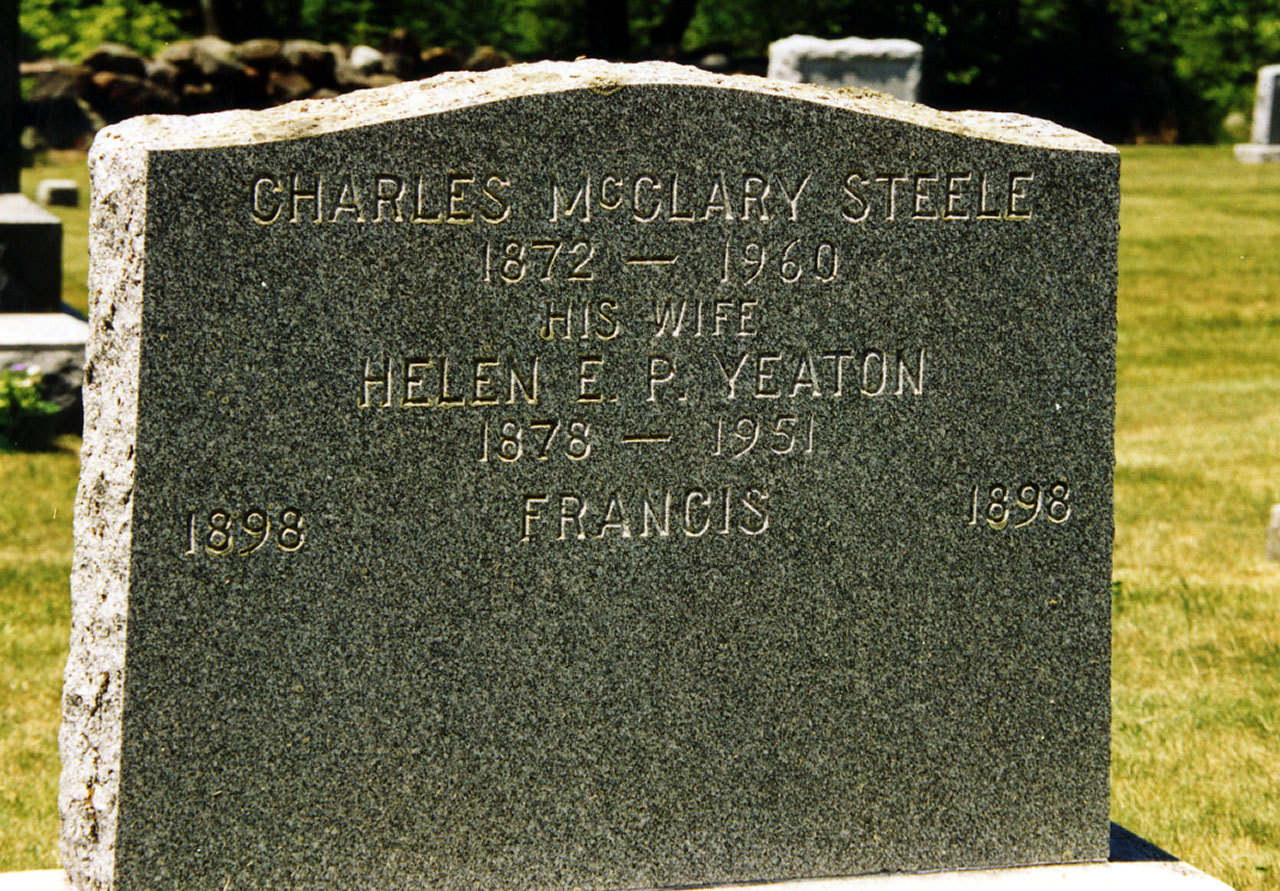 CHARLES McCLARY STEELE
1872 — 1960
HIS WIFE
HELEN E. P. YEATON
1878 — 1951
1898 FRANCIS 1898